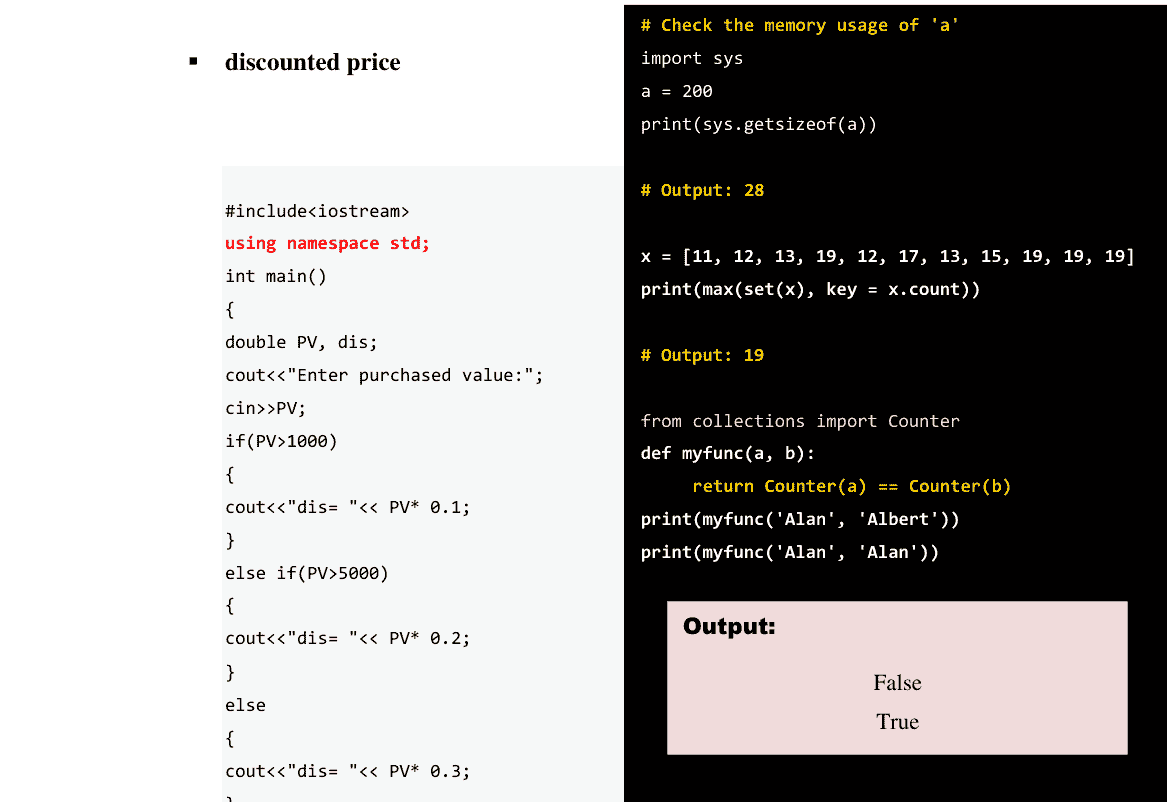 ▪ discounted price
#include<iostream>
using namespace std;
int main()
{
double PV, dis;
cout<<"Enter purchased value:";
cin>>PV;
if(PV>1000)
{
cout<<"dis= "<< PV* 0.1;
}
else if(PV>5000)
{
cout<<"dis= "<< PV* 0.2;
}
else
{
cout<<"dis= "<< PV* 0.3;
}
# Check the memory usage of 'a'
import sys
a = 200
print(sys.getsizeof(a))
# Output: 28
x = [11, 12, 13, 19, 12, 17, 13, 15, 19, 19, 19]
print(max(set(x), key = x.count))
# Output: 19
from collections import Counter
def myfunc(a, b):
     return Counter(a) == Counter(b)
print(myfunc('Alan', 'Albert'))
print(myfunc('Alan', 'Alan'))
Output:
False
True